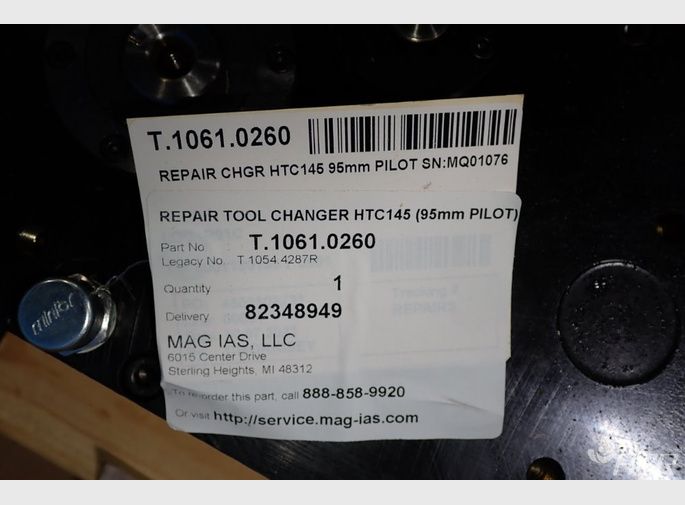 T.1061.0260
REPAIR CHGR HTC145 95mm PILOT SN:MQ01076
REPAIR TOOL CHANGER HTC145 (95mm PILOT)
Part No T.1061.0260
Legacy No. T 1054.4287R
Quantity 1
Delivery 82348949
MAG IAS, LLC
6015 Center Drive
Sterling Heights, MI 48312
To reorder this part, call 888-858-9920
Or visit http://service.mag-ias.com
Tracking #
REPAIRS